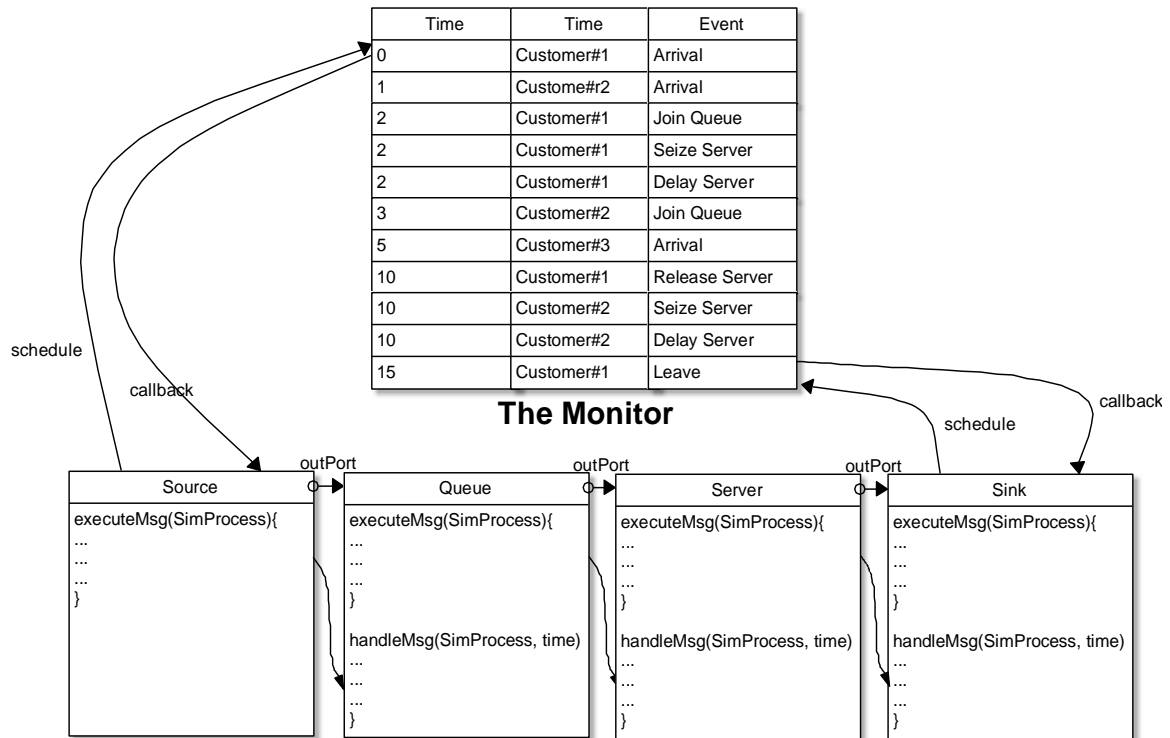 Time Time Event
0 Customer#1 Arrival
1 Custome#r2 Arrival
2 Customer#1 Join Queue
2 Customer#1 Seize Server
2 Customer#1 Delay Server
3 Customer#2 Join Queue
5 Customer#3 Arrival
10 Customer#1 Release Server
10 Customer#2 Seize Server
10 Customer#2 Delay Server
15 Customer#1 Leave
The Monitor
schedule
callback
schedule
callback
outPort
outPort
outPort
Source
executeMsg(SimProcess){
...
...
...
}
Queue
executeMsg(SimProcess){
...
...
...
}
handleMsg(SimProcess, time)
...
...
...
}
Server
executeMsg(SimProcess){
...
...
...
}
handleMsg(SimProcess, time)
...
...
...
}
Sink
executeMsg(SimProcess){
...
...
...
}
handleMsg(SimProcess, time)
...
...
...
}